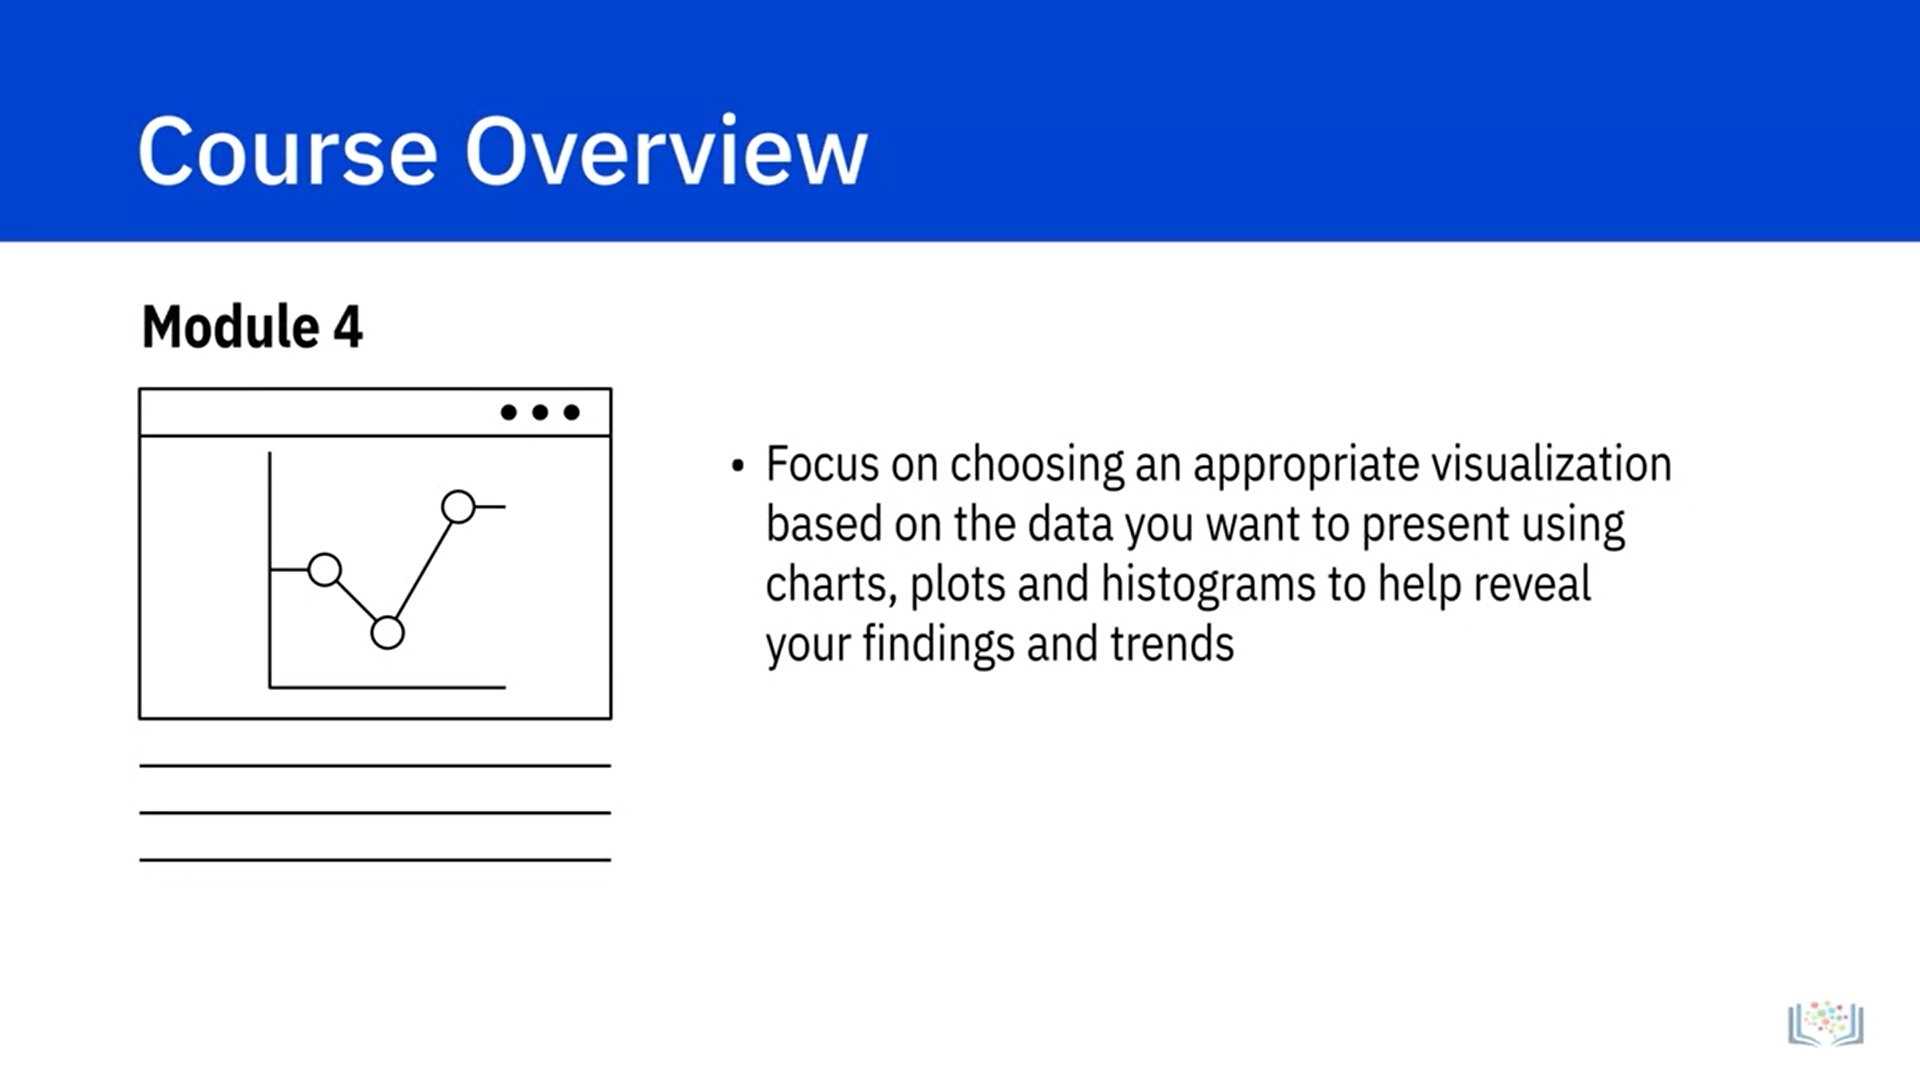 Course Overview
Module 4
• Focus on choosing an appropriate visualization
based on the data you want to present using
charts, plots and histograms to help reveal
your findings and trends